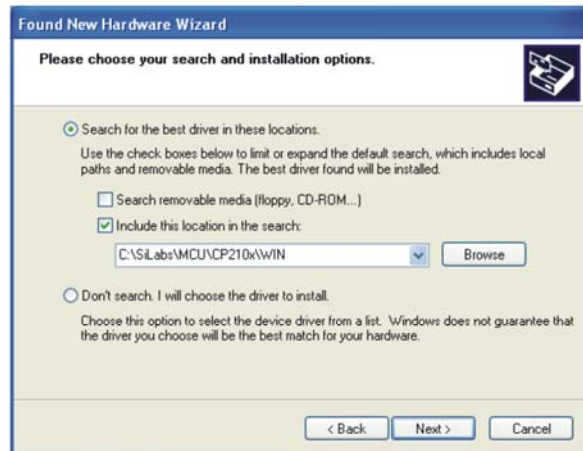 Found New Hardware Wizard
Please choose your search and installation options.
Search for the best driver in these locations.
Use the check boxes below to limit or expand the default search, which includes local
paths and removable media. The best driver found will be installed.
Search removable media (floppy, CD-ROM...)
Include this location in the search:
C:\SiLabs\MCU\CP210x\WIN
Browse
Don't search. I will choose the driver to install.
Choose this option to select the device driver from a list. Windows does not guarantee that
the driver you choose will be the best match for your hardware.
< Back Next > Cancel